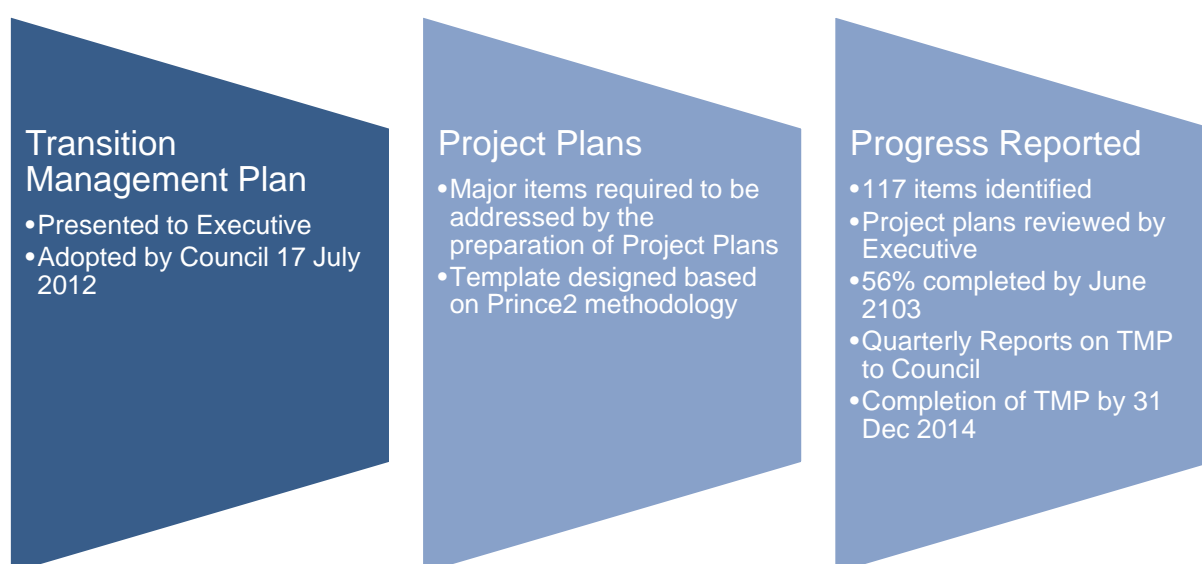 Transition
Management Plan
•Presented to Executive
•Adopted by Council 17 July
2012
Project Plans
•Major items required to be
addressed by the
preparation of Project Plans
•Template designed based
on Prince2 methodology
Progress Reported
•117 items identified
•Project plans reviewed by
Executive
•56% completed by June
2103
•Quarterly Reports on TMP
to Council
•Completion of TMP by 31
Dec 2014